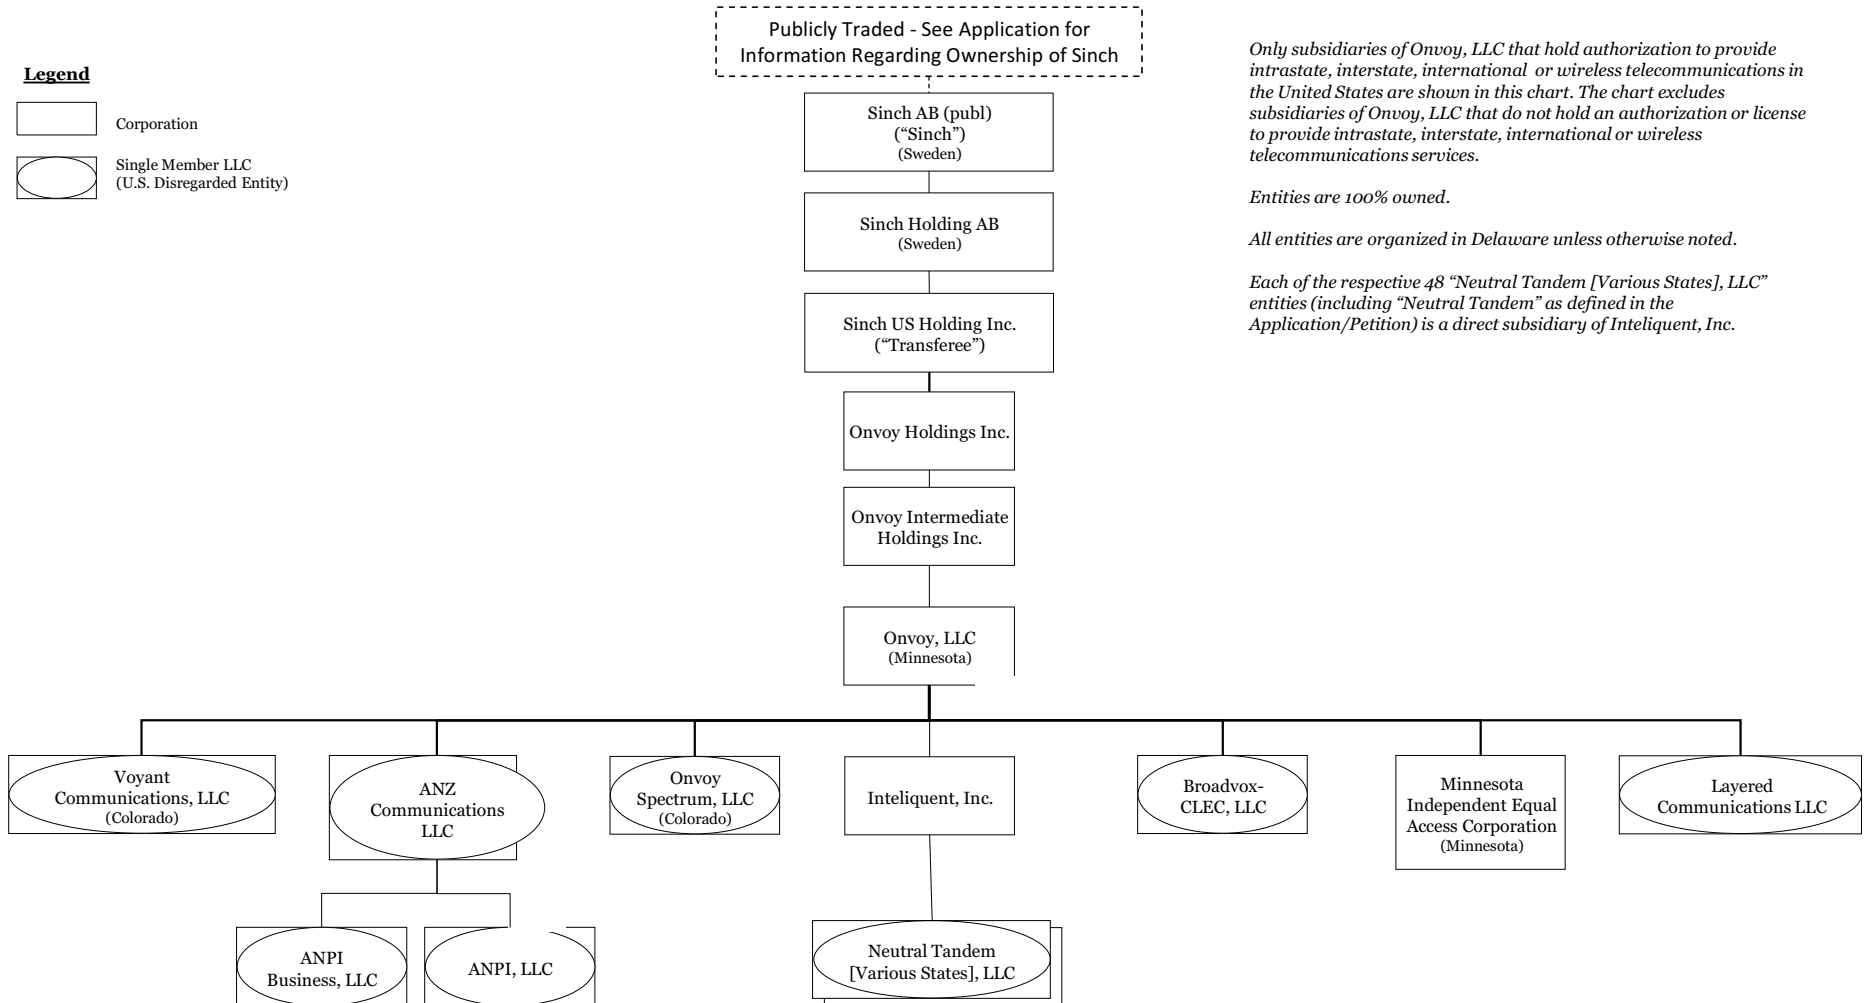 Publicly Traded - See Application for
Information Regarding Ownership of Sinch
Legend
Corporation
Single Member LLC
(U.S. Disregarded Entity)
Only subsidiaries of Onvoy, LLC that hold authorization to provide
intrastate, interstate, international or wireless telecommunications in
the United States are shown in this chart. The chart excludes
subsidiaries of Onvoy, LLC that do not hold an authorization or license
to provide intrastate, interstate, international or wireless
telecommunications services.
Entities are 100% owned.
All entities are organized in Delaware unless otherwise noted.
Each of the respective 48 “Neutral Tandem [Various States], LLC”
entities (including “Neutral Tandem” as defined in the
Application/Petition) is a direct subsidiary of Inteliquent, Inc.
Sinch AB (publ)
(“Sinch”)
(Sweden)
Sinch Holding AB
(Sweden)
Sinch US Holding Inc.
(“Transferee”)
Onvoy Holdings Inc.
Onvoy Intermediate
Holdings Inc.
Onvoy, LLC
(Minnesota)
Voyant
Communications, LLC
(Colorado)
ANZ
Communications
LLC
Onvoy
Spectrum, LLC
(Colorado)
Inteliquent, Inc.
Broadvox-
CLEC, LLC
Minnesota
Independent Equal
Access Corporation
(Minnesota)
Layered
Communications LLC
ANPI
Business, LLC
ANPI, LLC
Neutral Tandem
[Various States], LLC